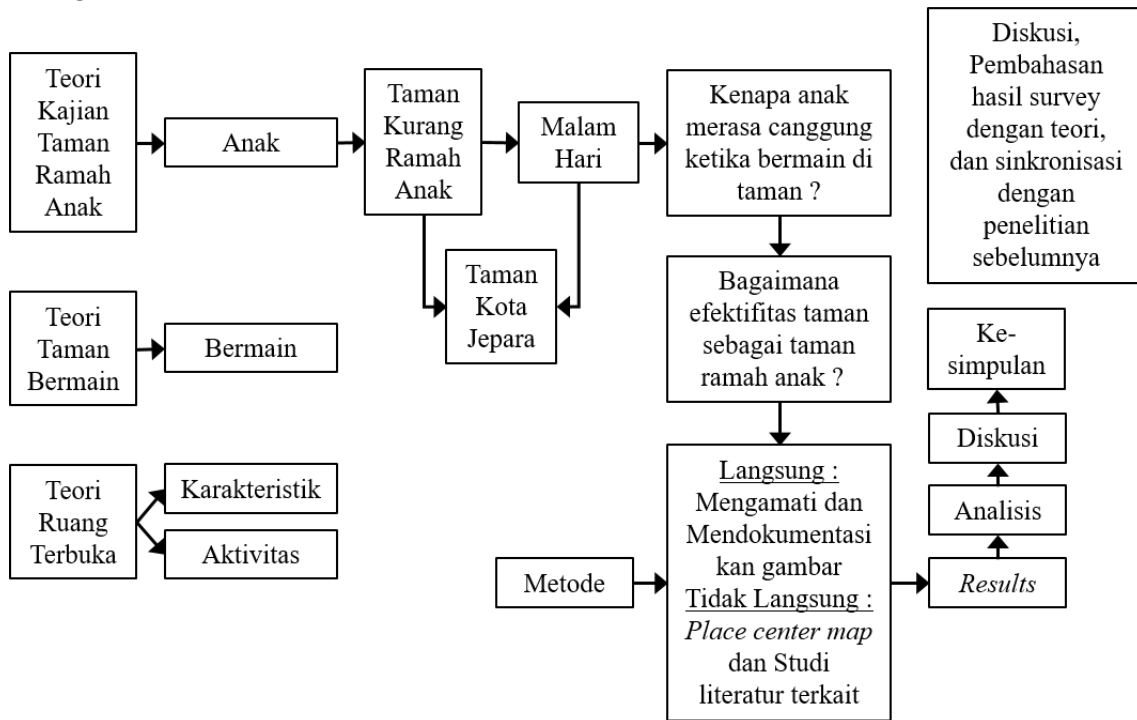 Teori
Kajian
Taman
Ramah
Anak
Anak
Taman
Kurang
Ramah
Anak
Malam
Hari
Kenapa anak
merasa canggung
ketika bermain di
taman ?
Diskusi,
Pembahasan
hasil survey
dengan teori,
dan sinkronisasi
dengan
penelitian
sebelumnya
Taman
Kota
Jepara
Teori
Taman
Bermain
Bermain
Bagaimana
efektifitas taman
sebagai taman
ramah anak ?
Ke-
simpulan
Diskusi
Analisis
Results
Teori
Ruang
Terbuka
Karakteristik
Aktivitas
Metode
Langsung :
Mengamati dan
Mendokumentasi
kan gambar
Tidak Langsung :
Place center map
dan Studi
literatur terkait